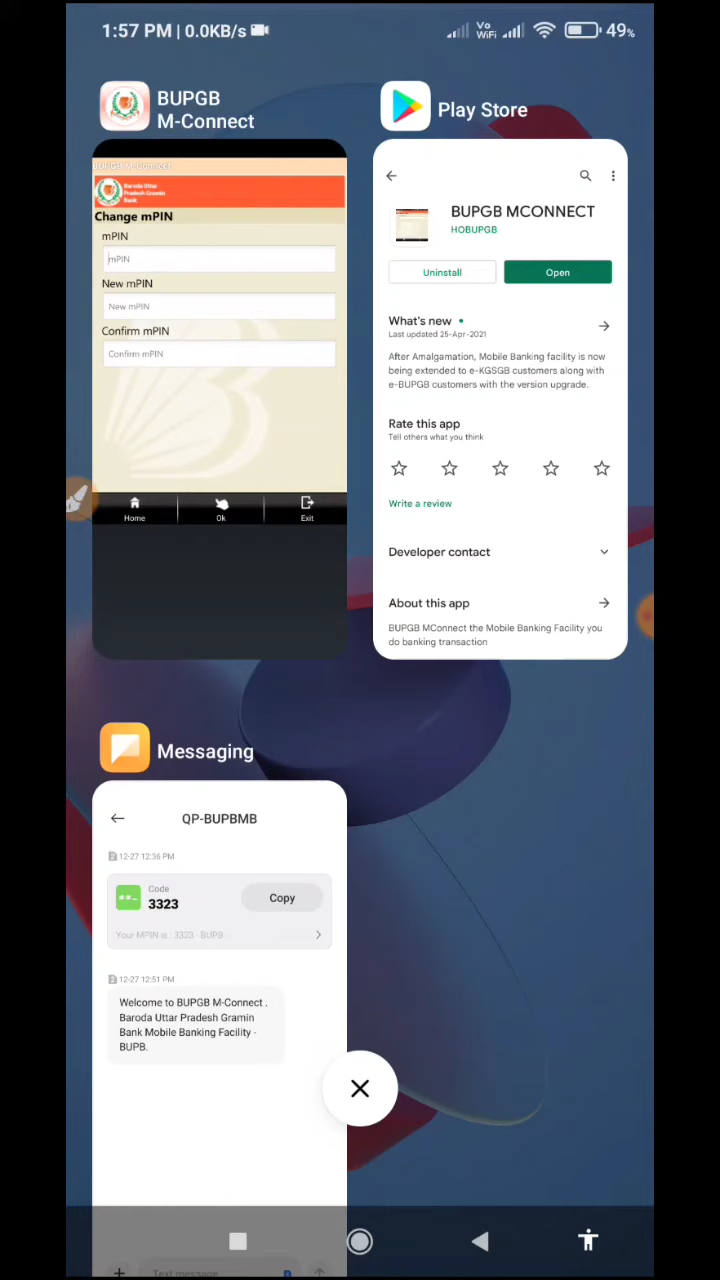 1:57 PM | 0.0KB/s
Vo
WiFi
49%
BUPGB
M-Connect
BUPGB M-Connect
Baroda Uttar
Pradesh Gramin
Bank
Change mPIN
mPIN
mPIN
New mPIN
New mPIN
Confirm mPIN
Confirm mPIN
Home
Ok
Exit
Play Store
BUPGB MCONNECT
HOBUPGB
Uninstall
Open
What's new
Last updated 25-Apr-2021
After Amalgamation, Mobile Banking facility is now
being extended to e-KGSGB customers along with
e-BUPGB customers with the version upgrade.
Rate this app
Tell others what you think
Write a review
Developer contact
About this app
BUPGB MConnect the Mobile Banking Facility you
do banking transaction
Messaging
QP-BUPBMB
12-27 12:36 PM
Code
3323
Copy
Your MPIN is : 3323 - BUPB
12-27 12:51 PM
Welcome to BUPGB M-Connect .
Baroda Uttar Pradesh Gramin
Bank Mobile Banking Facility -
BUPB.
Text message